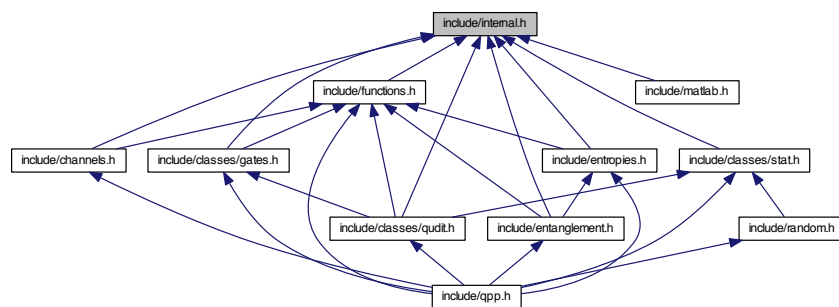 include/internal.h
include/functions.h
include/matlab.h
include/channels.h
include/classes/gates.h
include/entropies.h
include/classes/stat.h
include/classes/qudit.h
include/entanglement.h
include/random.h
include/qpp.h